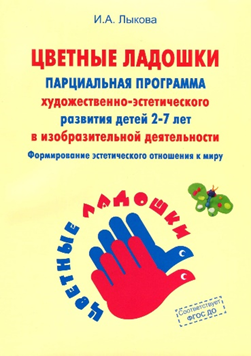 И.А. Лыкова
ЦВЕТНЫЕ ЛАДОШКИ
ПАРЦИАЛЬНАЯ ПРОГРАММА
художественно-эстетического
развития детей 2-7 лет
в изобразительной деятельности
Формирование эстетического отношения к миру
ЦВЕТНЫЕ ЛАДОШКИ
Соответствует
ФГОС ДО